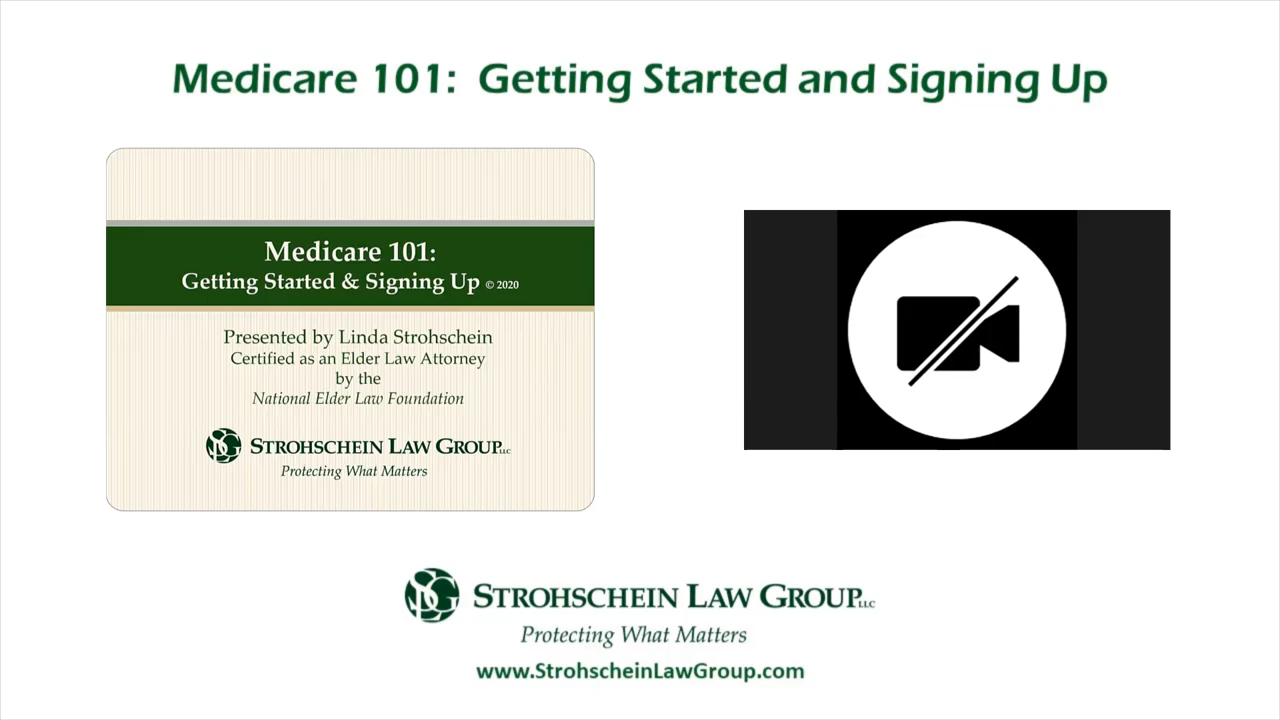 Medicare 101: Getting Started and Signing Up
Medicare 101:
Getting Started & Signing Up © 2020
Presented by Linda Strohschein
Certified as an Elder Law Attorney
by the
National Elder Law Foundation
STROHSCHEIN LAW GROUP, LLC
Protecting What Matters
STROHSCHEIN LAW GROUP, LLC
Protecting What Matters
www.StrohscheinLawGroup.com